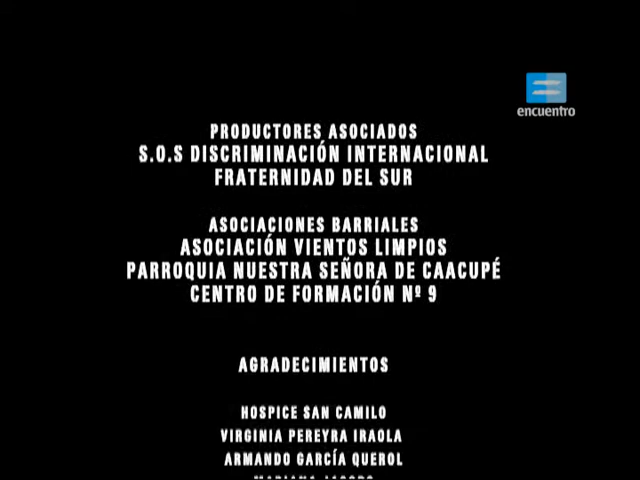 encuentro
PRODUCTORES ASOCIADOS
S.O.S DISCRIMINACIÓN INTERNACIONAL
FRATERNIDAD DEL SUR
ASOCIACIONES BARRIALES
ASOCIACIÓN VIENTOS LIMPIOS
PARROQUIA NUESTRA SEÑORA DE CAACUPÉ
CENTRO DE FORMACIÓN Nº 9
AGRADECIMIENTOS
HOSPICE SAN CAMILO
VIRGINIA PEREYRA IRAOLA
ARMANDO GARCÍA QUEROL